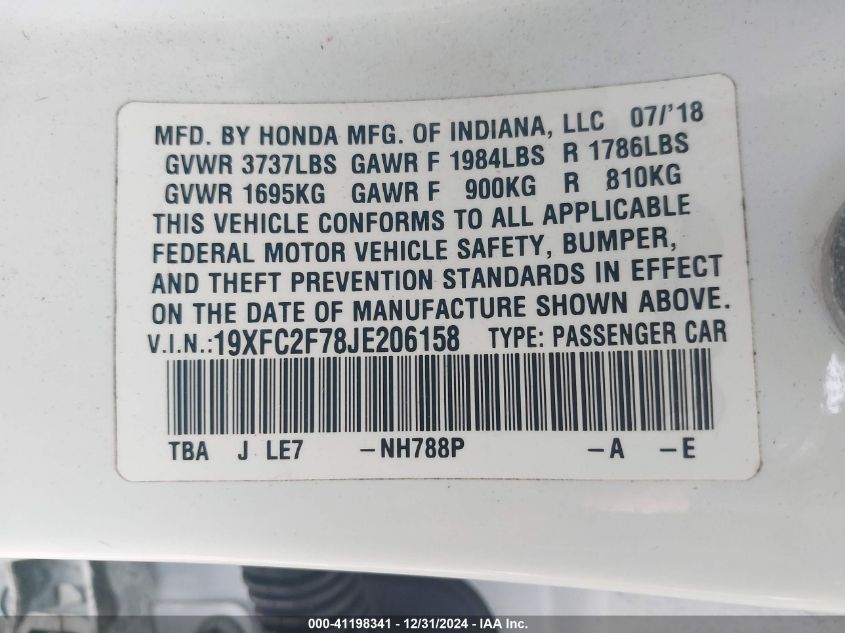 MFD. BY HONDA MFG. OF INDIANA, LLC 07/'18
GVWR 3737LBS GAWR F 1984LBS R 1786LBS
GVWR 1695KG GAWR F 900KG R 810KG
THIS VEHICLE CONFORMS TO ALL APPLICABLE
FEDERAL MOTOR VEHICLE SAFETY, BUMPER,
AND THEFT PREVENTION STANDARDS IN EFFECT
ON THE DATE OF MANUFACTURE SHOWN ABOVE.
V.I.N.:19XFC2F78JE206158 TYPE: PASSENGER CAR
TBA J LE7 -NH788P -A -E
000-41198341 - 12/31/2024 - IAA Inc.